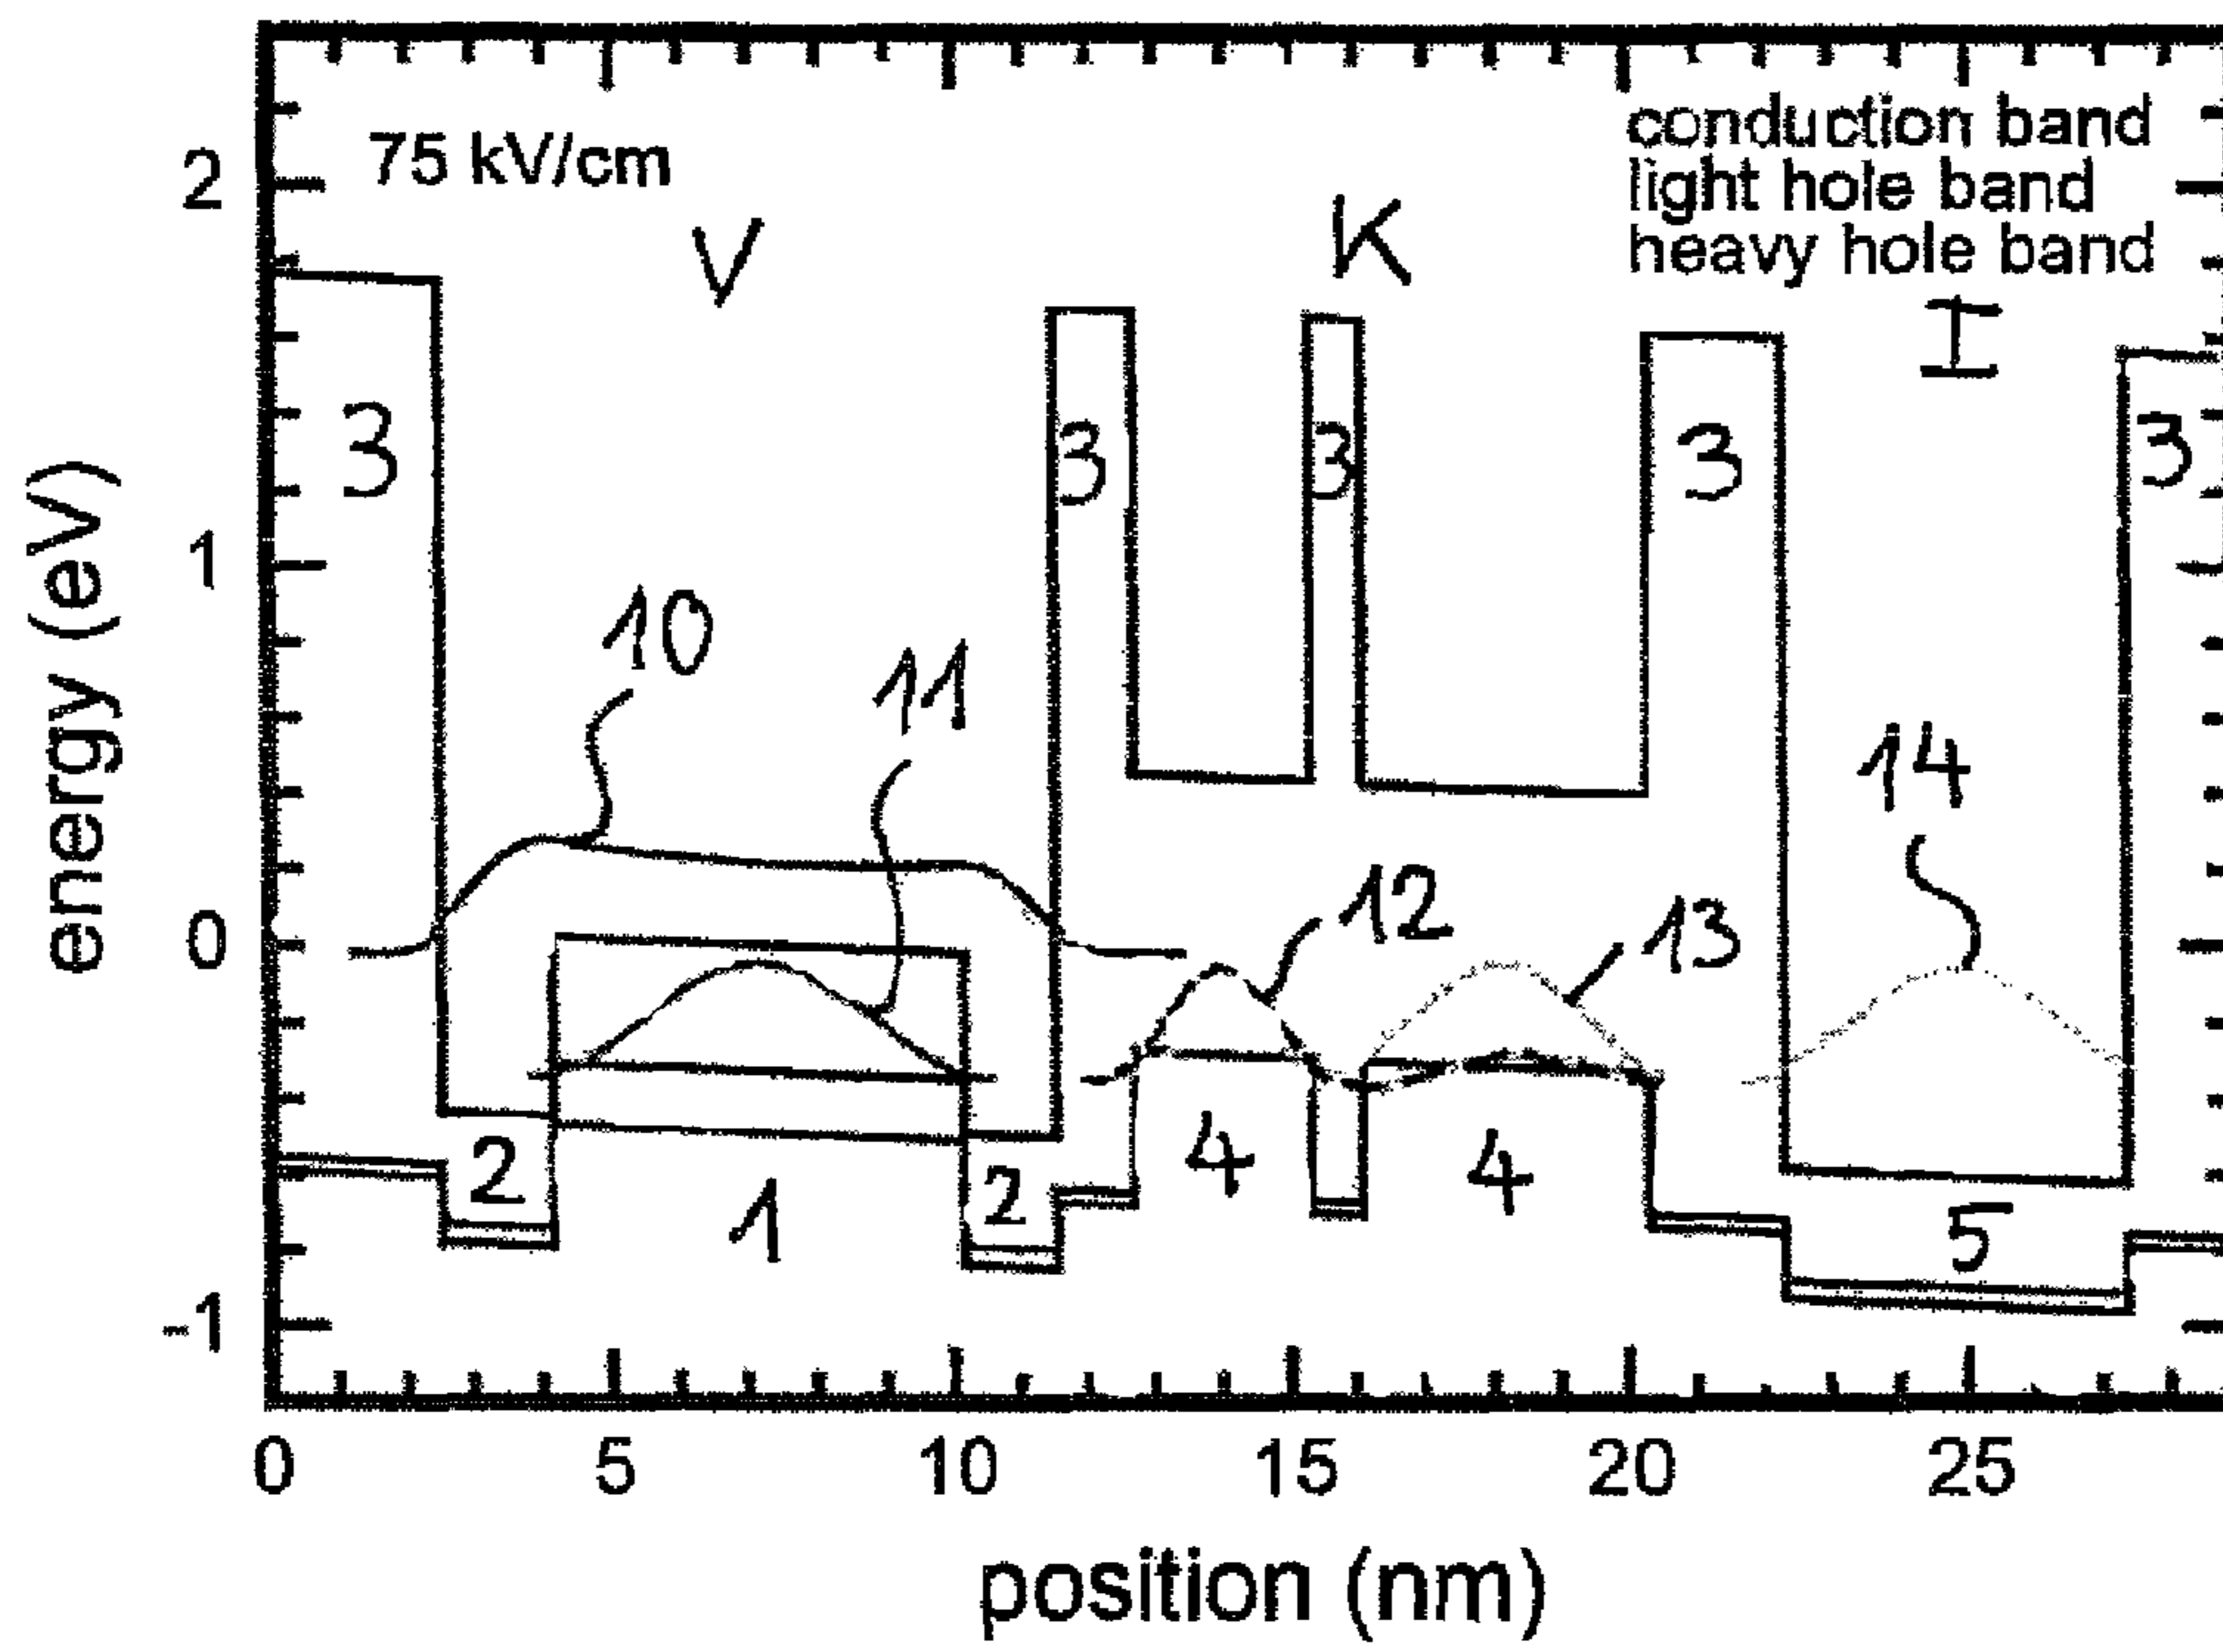 75 kV/cm
conduction band
light hole band
heavy hole band
V
K
I
2
1
0
-1
energy (eV)
3
3
3
3
3
10
11
12
13
14
2
1
2
4
4
5
0
5
10
15
20
25
position (nm)